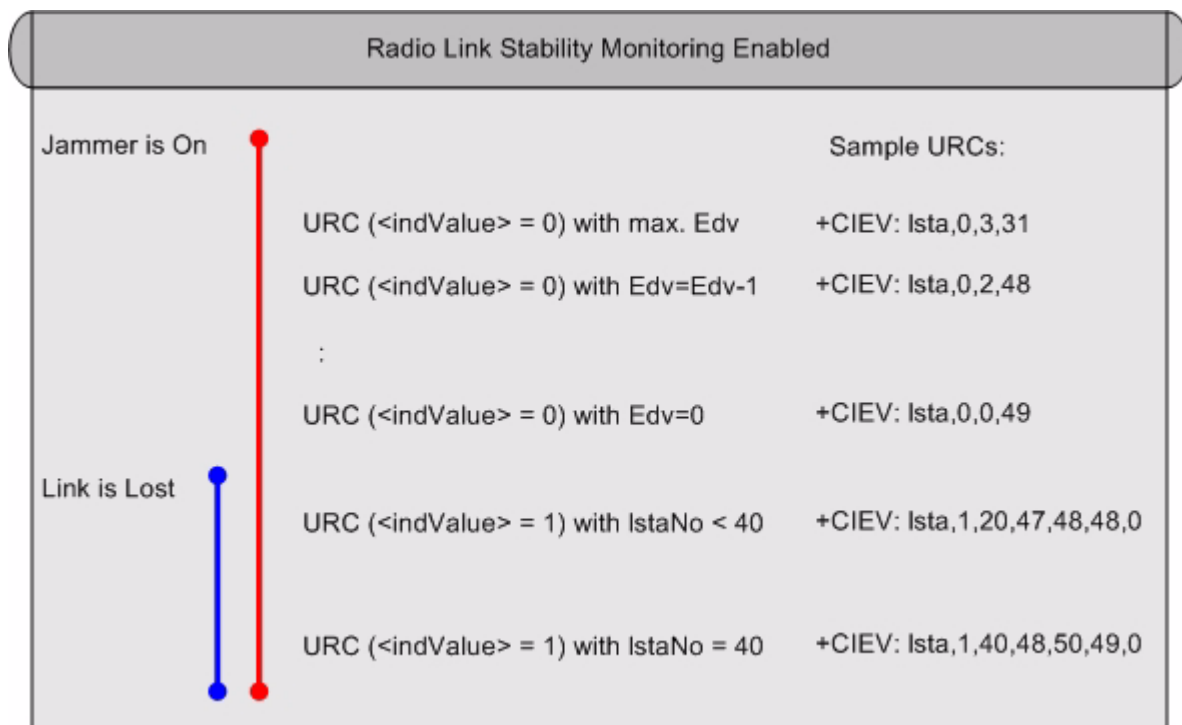 Radio Link Stability Monitoring Enabled
Jammer is On
Sample URCs:
URC (<indValue> = 0) with max. Edv +CIEV: lsta,0,3,31
URC (<indValue> = 0) with Edv=Edv-1 +CIEV: lsta,0,2,48
:
URC (<indValue> = 0) with Edv=0 +CIEV: lsta,0,0,49
Link is Lost
URC (<indValue> = 1) with lstaNo < 40 +CIEV: lsta,1,20,47,48,48,0
URC (<indValue> = 1) with lstaNo = 40 +CIEV: lsta,1,40,48,50,49,0